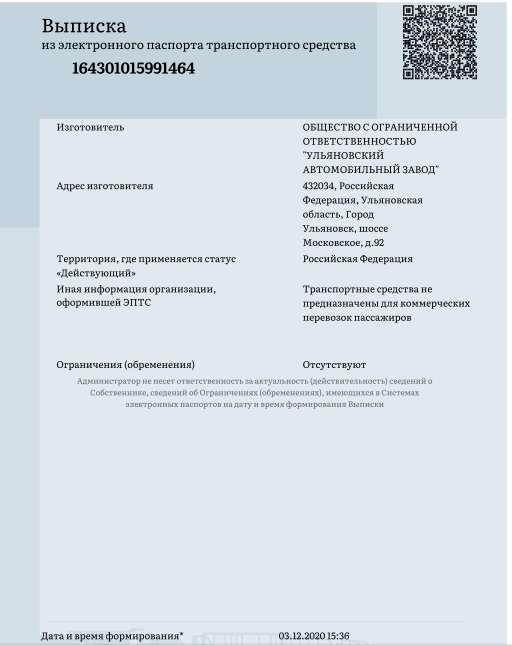 Выписка
из электронного паспорта транспортного средства
164301015991464
Изготовитель
ОБЩЕСТВО С ОГРАНИЧЕННОЙ
ОТВЕТСТВЕННОСТЬЮ
"УЛЬЯНОВСКИЙ
АВТОМОБИЛЬНЫЙ ЗАВОД"
Адрес изготовителя
432034, Российская
Федерация, Ульяновская
область, Город
Ульяновск, шоссе
Московское, д.92
Территория, где применяется статус
«Действующий»
Российская Федерация
Иная информация организации,
оформившей ЭПТС
Транспортные средства не
предназначены для коммерческих
перевозок пассажиров
Ограничения (обременения)
Отсутствуют
Администратор не несет ответственность за актуальность (действительность) сведений о
Собственнике, сведений об Ограничениях (обременениях), имеющихся в Системах
электронных паспортов на дату и время формирования Выписки
Дата и время формирования*
03.12.2020 15:36